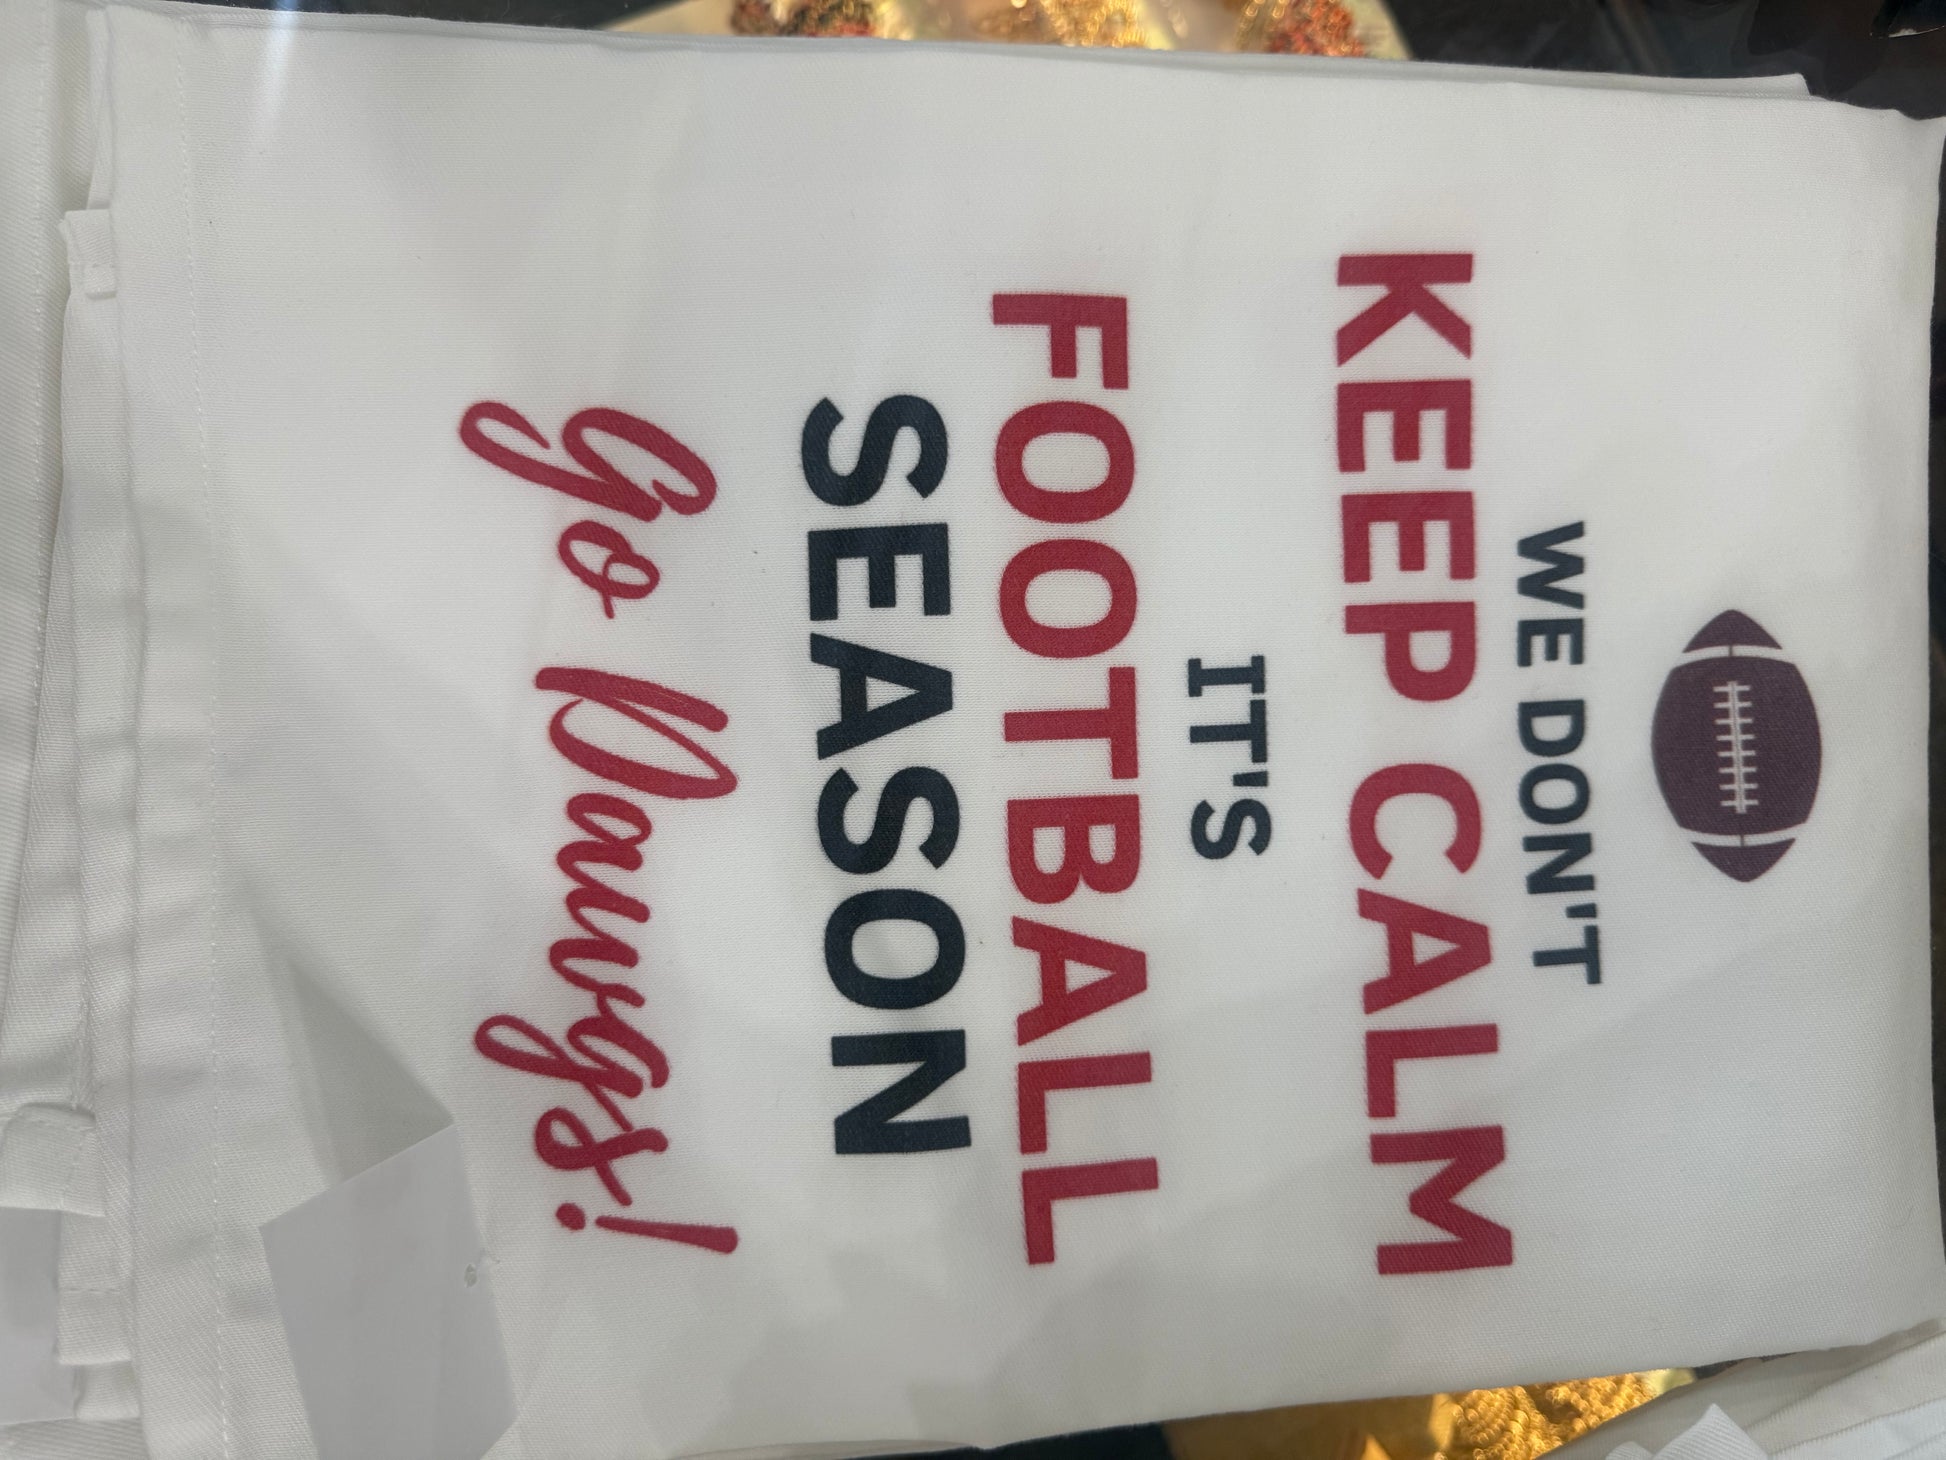 WE DON'T
KEEP CALM
IT'S
FOOTBALL
SEASON
Go Dawgs!